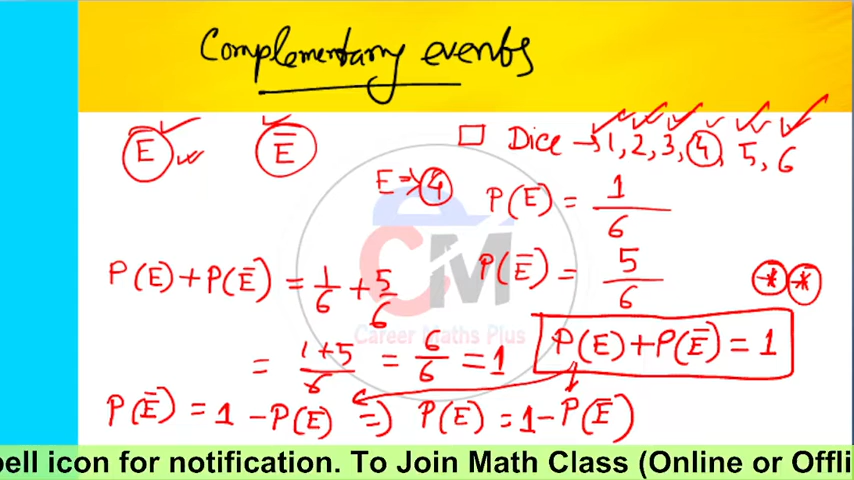 Complementary events
E Ē □ Dice → 1, 2, 3, 4, 5, 6
E => 4 P(E) = 1/6
P(E) + P(Ē) = 1/6 + 5/6 P(Ē) = 5/6 **
= 1+5/6 = 6/6 = 1 P(E) + P(Ē) = 1
P(Ē) = 1 - P(E) => P(E) = 1 - P(Ē)
CM
Career Maths Plus
bell icon for notification. To Join Math Class (Online or Offli